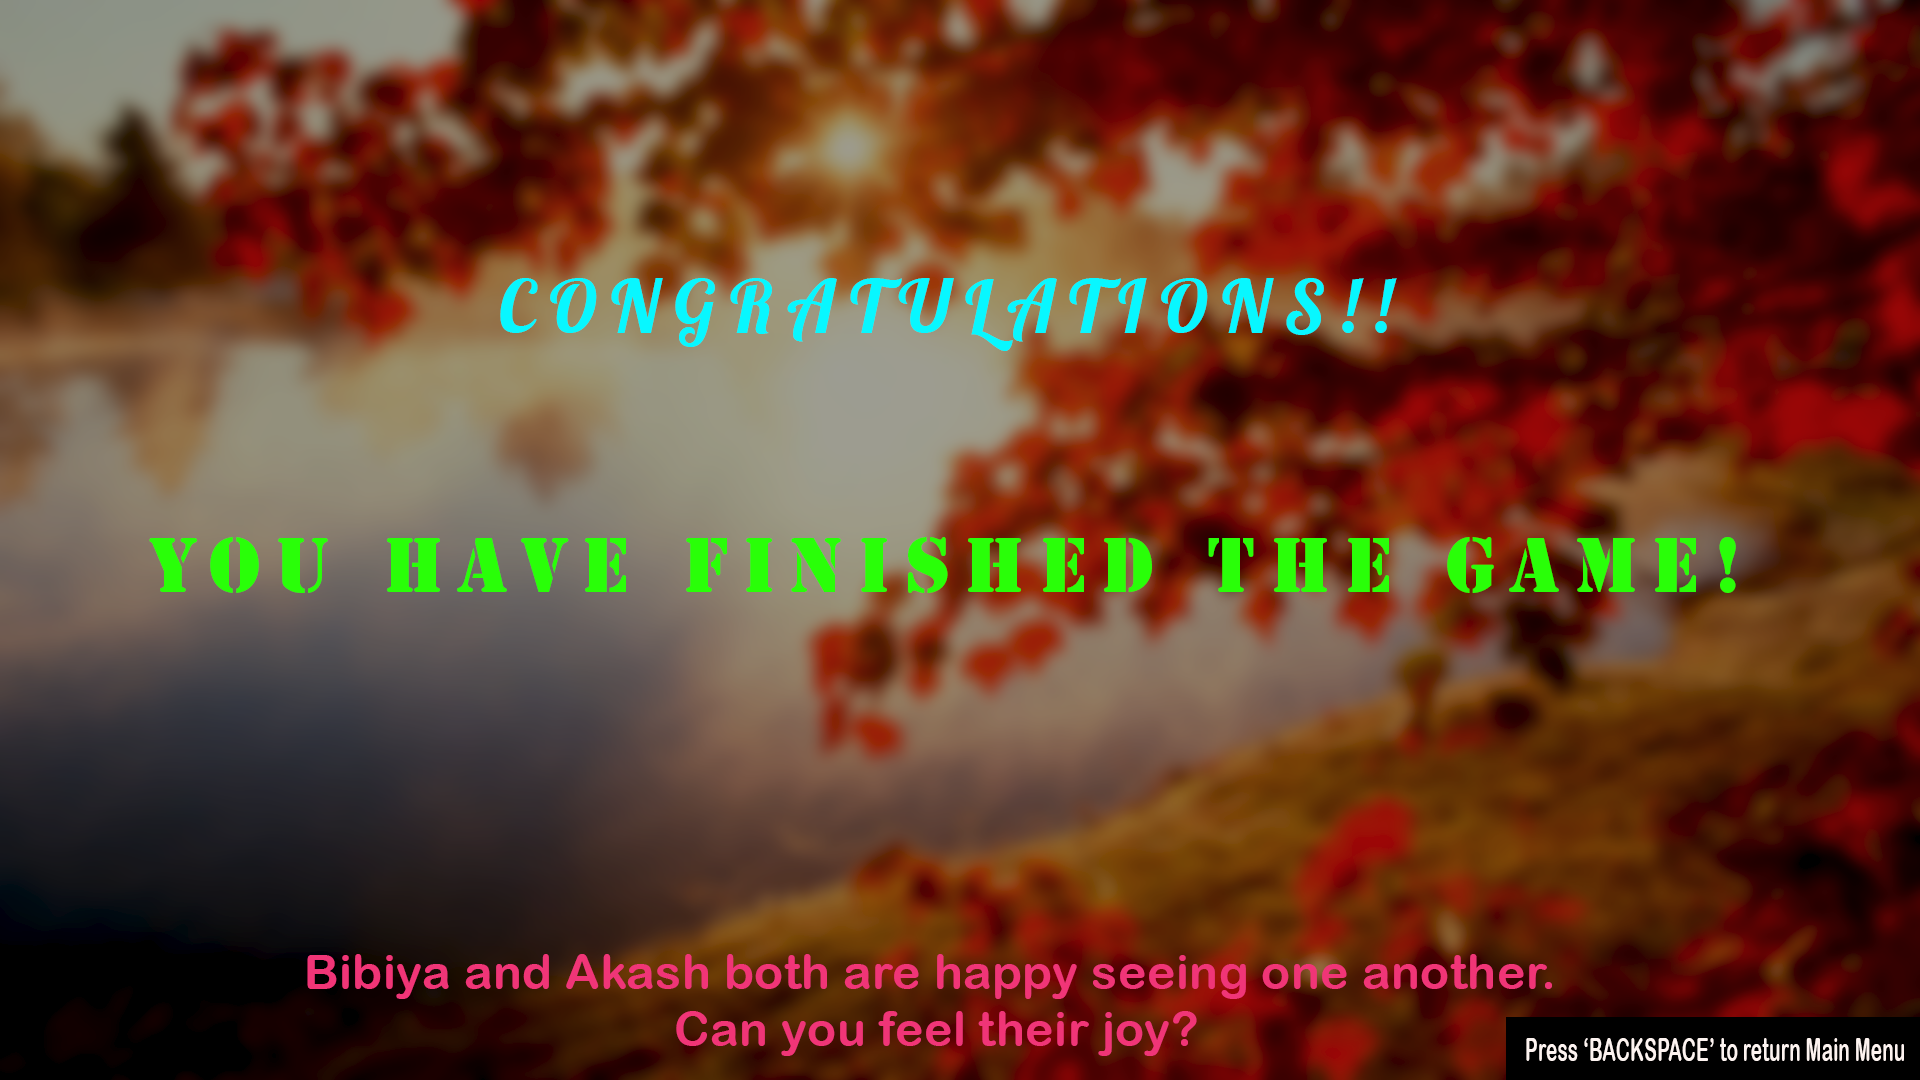 CONGRATULATIONS!!
YOU HAVE FINISHED THE GAME!
Bibiya and Akash both are happy seeing one another.
Can you feel their joy?
Press ‘BACKSPACE’ to return Main Menu